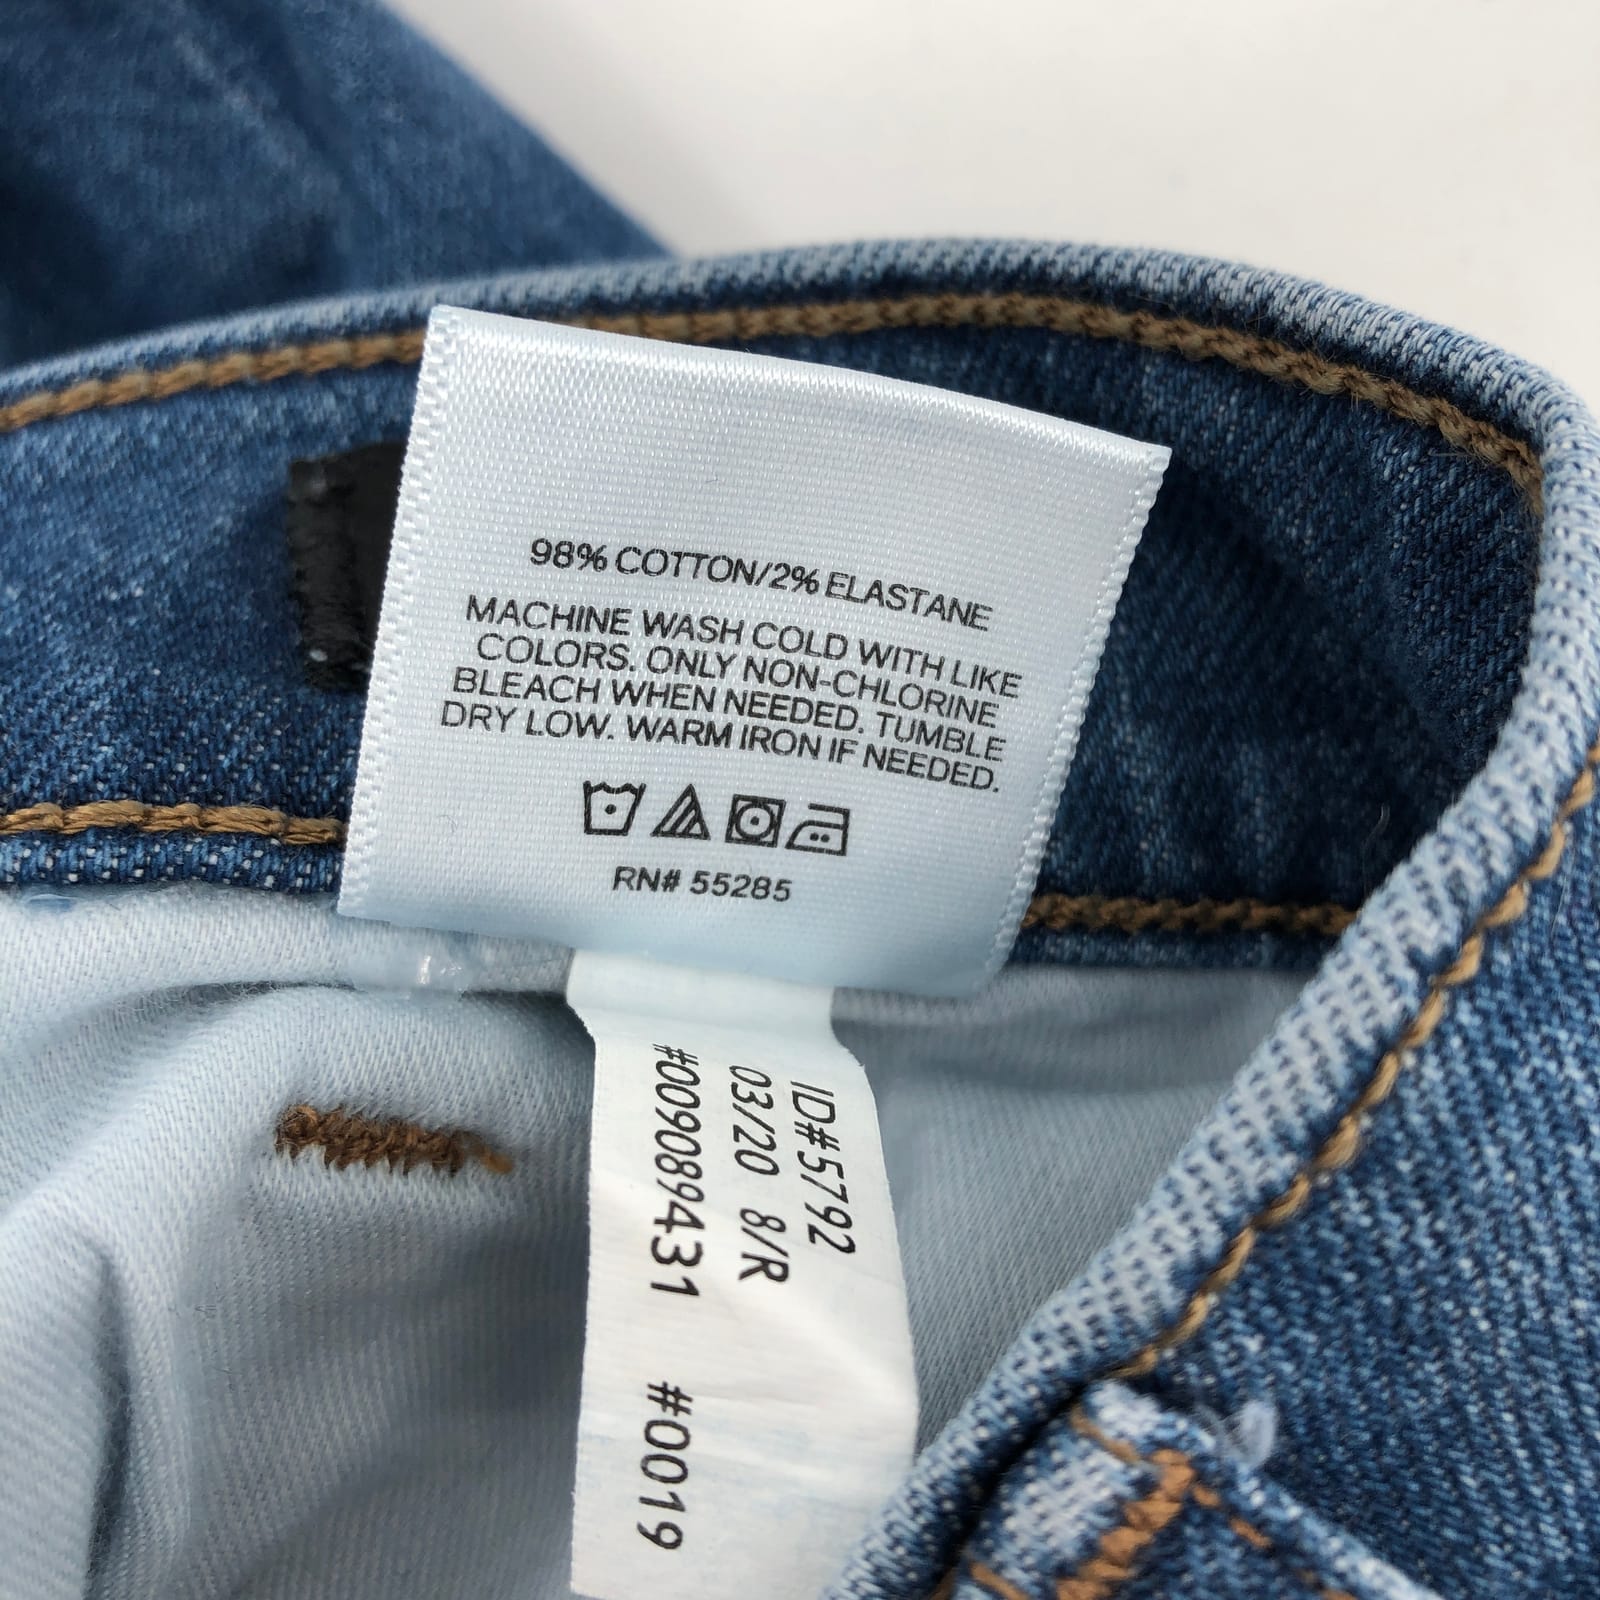 98% COTTON/2% ELASTANE
MACHINE WASH COLD WITH LIKE
COLORS. ONLY NON-CHLORINE
BLEACH WHEN NEEDED. TUMBLE
DRY LOW. WARM IRON IF NEEDED.
RN# 55285
ID#5792
03/20 8/R
#009089431 #0019